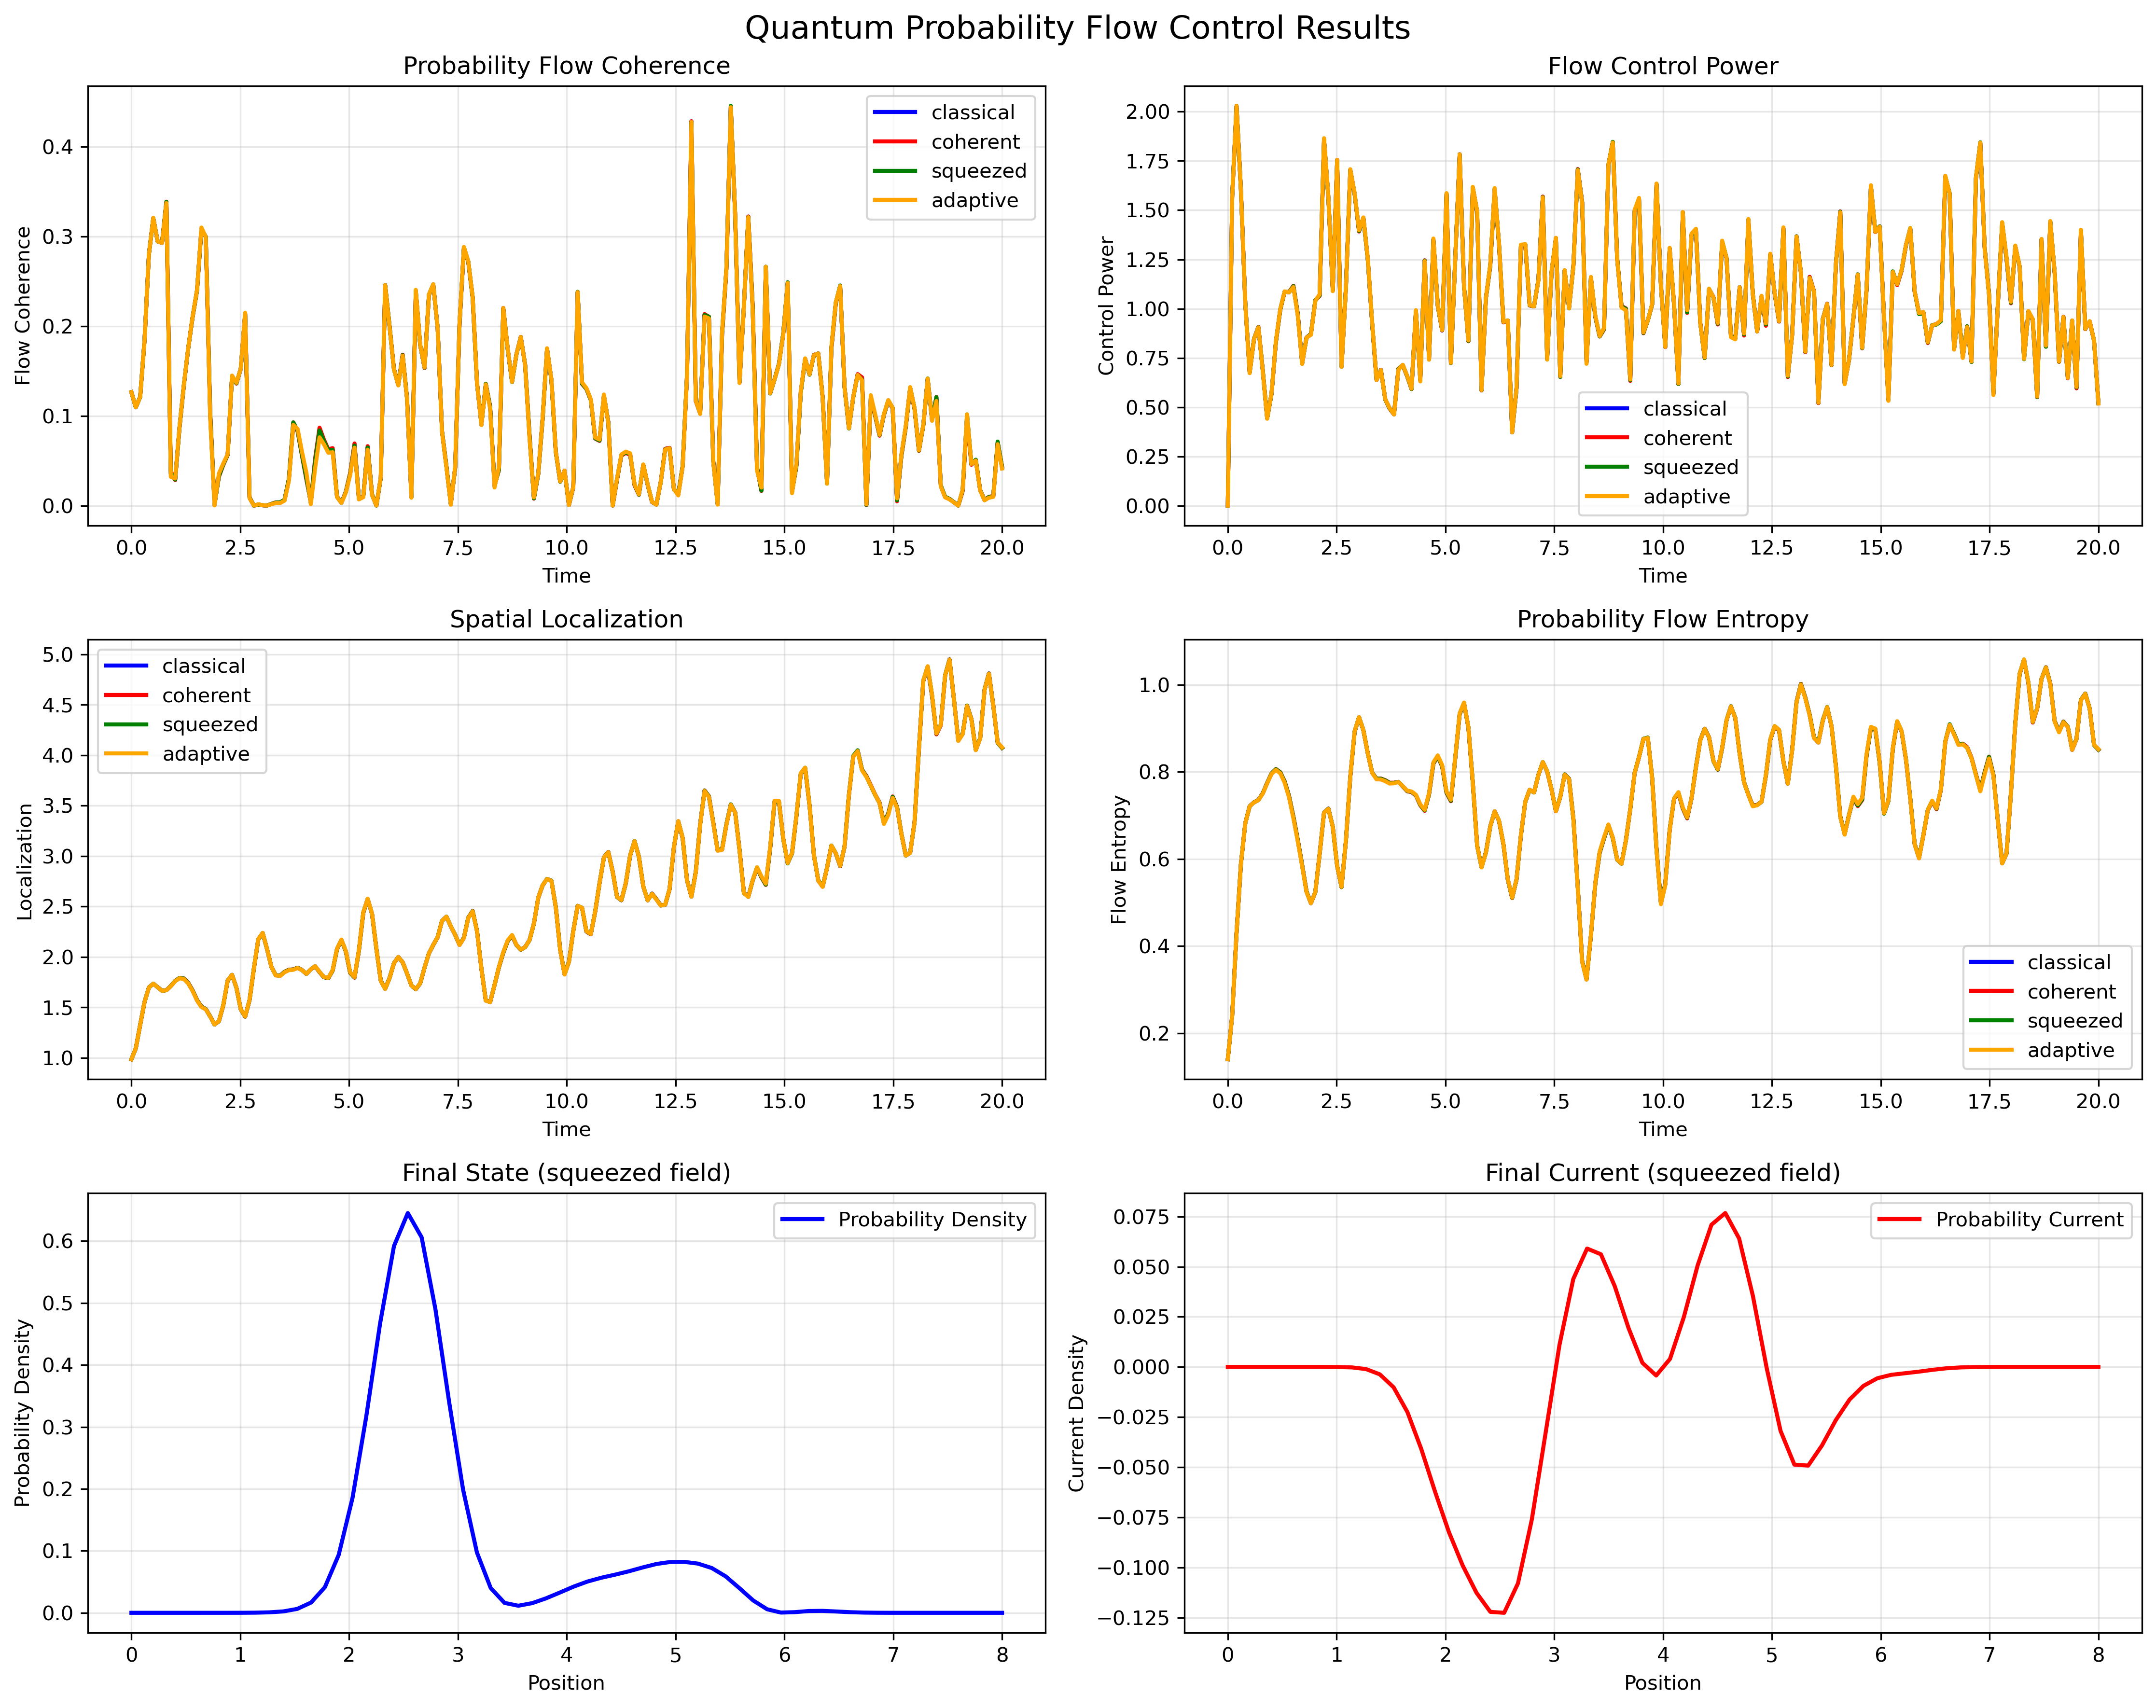 Quantum Probability Flow Control Results
Probability Flow Coherence
Flow Coherence
0.4
0.3
0.2
0.1
0.0
classical
coherent
squeezed
adaptive
0.0 2.5 5.0 7.5 10.0 12.5 15.0 17.5 20.0
Time
Flow Control Power
Control Power
2.00
1.75
1.50
1.25
1.00
0.75
0.50
0.25
0.00
classical
coherent
squeezed
adaptive
0.0 2.5 5.0 7.5 10.0 12.5 15.0 17.5 20.0
Time
Spatial Localization
Localization
5.0
4.5
4.0
3.5
3.0
2.5
2.0
1.5
1.0
classical
coherent
squeezed
adaptive
0.0 2.5 5.0 7.5 10.0 12.5 15.0 17.5 20.0
Time
Probability Flow Entropy
Flow Entropy
1.0
0.8
0.6
0.4
0.2
classical
coherent
squeezed
adaptive
0.0 2.5 5.0 7.5 10.0 12.5 15.0 17.5 20.0
Time
Final State (squeezed field)
Probability Density
0.6
0.5
0.4
0.3
0.2
0.1
0.0
Probability Density
0 1 2 3 4 5 6 7 8
Position
Final Current (squeezed field)
Current Density
0.075
0.050
0.025
0.000
−0.025
−0.050
−0.075
−0.100
−0.125
Probability Current
0 1 2 3 4 5 6 7 8
Position